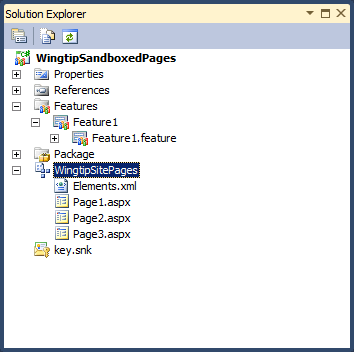 Solution Explorer
WingtipSandboxedPages
Properties
References
Features
Feature1
Feature1.feature
Package
WingtipSitePages
Elements.xml
Page1.aspx
Page2.aspx
Page3.aspx
key.snk